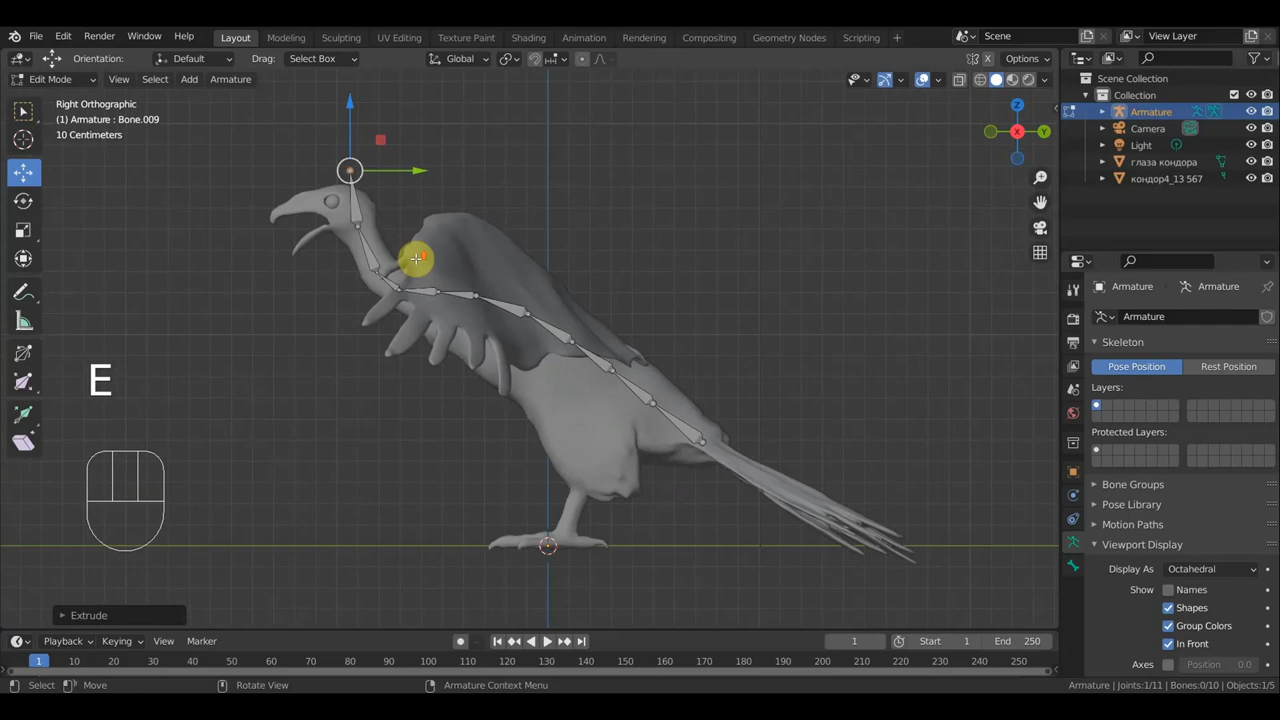 File Edit Render Window Help Layout Modeling Sculpting UV Editing Texture Paint Shading Animation Rendering Compositing Geometry Nodes Scripting + Scene View Layer
Orientation: Default Drag: Select Box Global X Options
Edit Mode View Select Add Armature
Right Orthographic
(1) Armature : Bone.009
10 Centimeters
Z
X
Y
Scene Collection
Collection
Armature
Camera
Light
глаза кондора
кондор4_13 567
Armature Armature
Armature
Skeleton
Pose Position Rest Position
Layers:
Protected Layers:
Bone Groups
Pose Library
Motion Paths
Viewport Display
Display As Octahedral
Show Names
Shapes
Group Colors
In Front
Axes Position 0.0
E
Extrude
Playback Keying View Marker 1 Start 1 End 250
1 10 20 30 40 50 60 70 80 90 100 110 120 130 140 150 160 170 180 190 200 210 220 230 240 250
Select Move Rotate View Armature Context Menu Armature | Joints:1/11 | Bones:0/10 | Objects:1/5